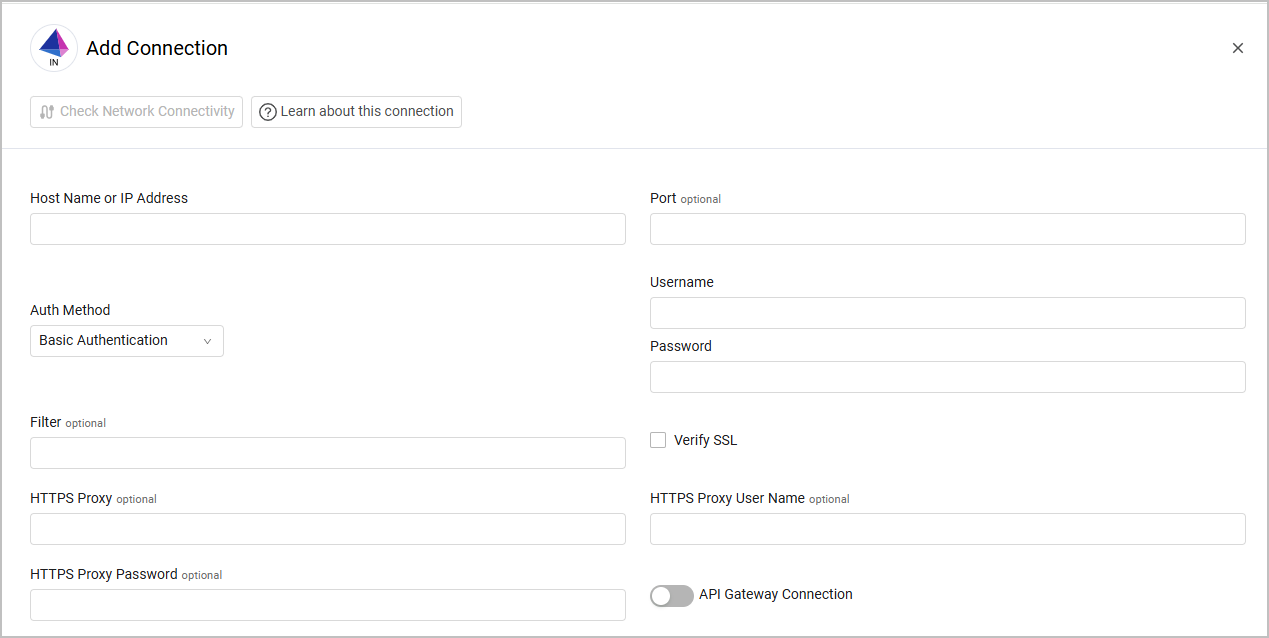 IN
Add Connection
Check Network Connectivity
Learn about this connection
Host Name or IP Address
Port optional
Auth Method
Basic Authentication
Username
Password
Filter optional
Verify SSL
HTTPS Proxy optional
HTTPS Proxy User Name optional
HTTPS Proxy Password optional
API Gateway Connection